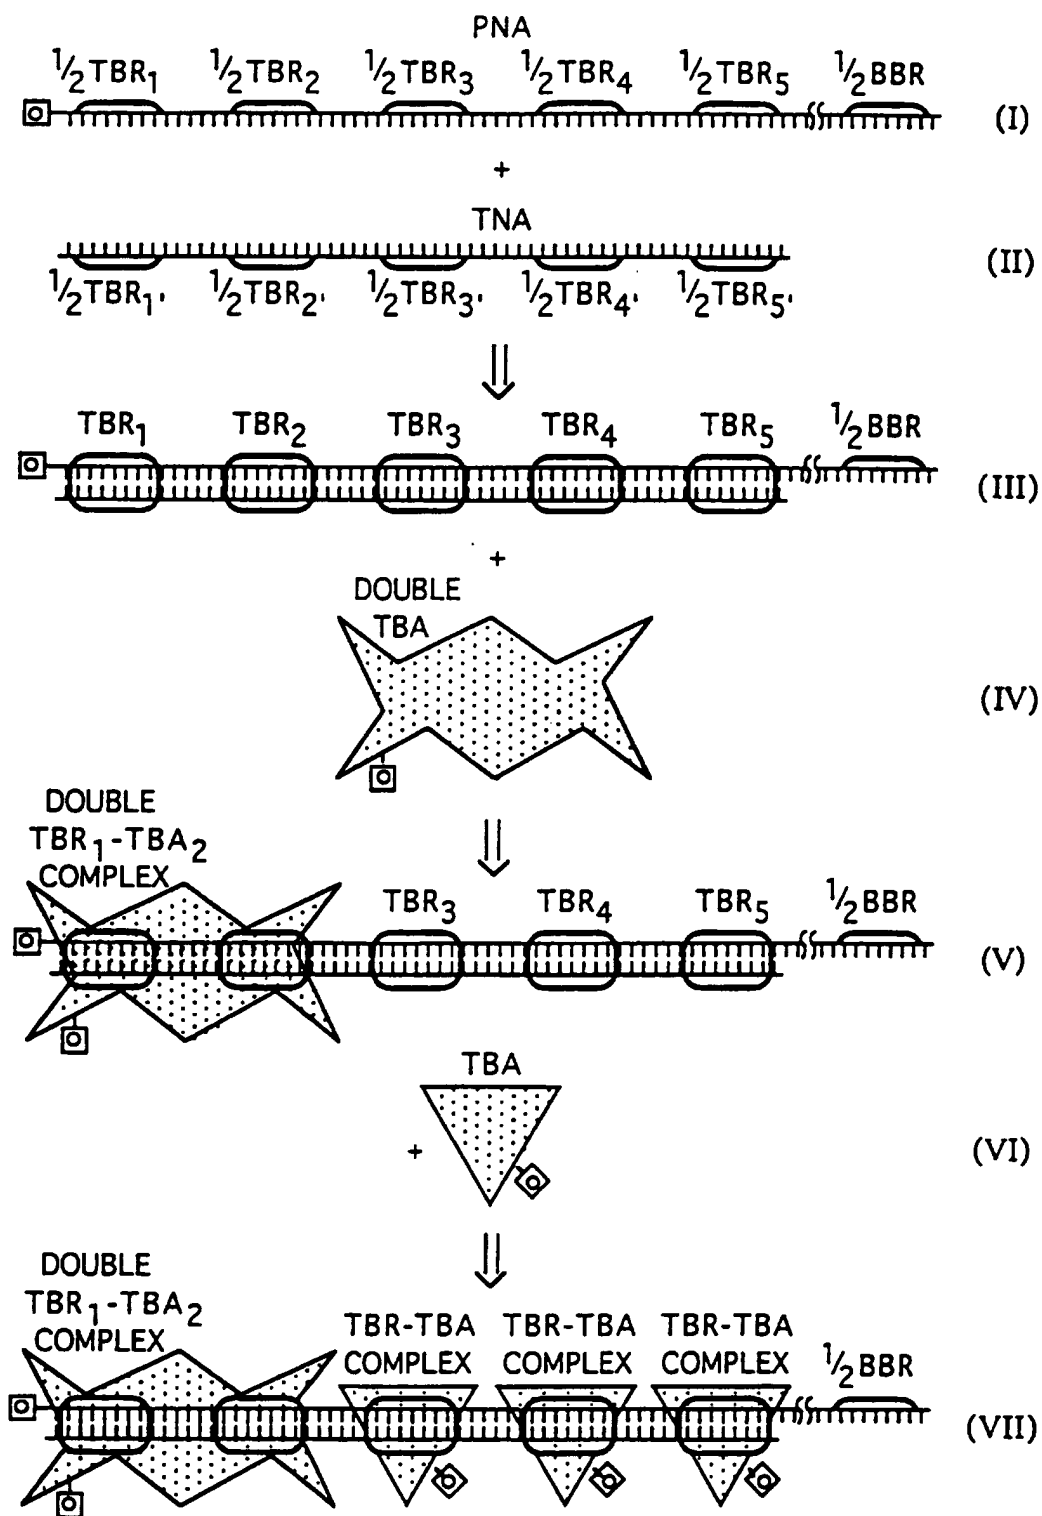 PNA
½TBR₁ ½TBR₂ ½TBR₃ ½TBR₄ ½TBR₅ ½BBR
(I)
+
TNA
(II)
½TBR₁' ½TBR₂' ½TBR₃' ½TBR₄' ½TBR₅'
TBR₁ TBR₂ TBR₃ TBR₄ TBR₅ ½BBR
(III)
+
DOUBLE
TBA
(IV)
DOUBLE
TBR₁-TBA₂
COMPLEX
TBR₃ TBR₄ TBR₅ ½BBR
(V)
TBA
+
(VI)
DOUBLE
TBR₁-TBA₂
COMPLEX
TBR-TBA TBR-TBA TBR-TBA
COMPLEX COMPLEX COMPLEX ½BBR
(VII)